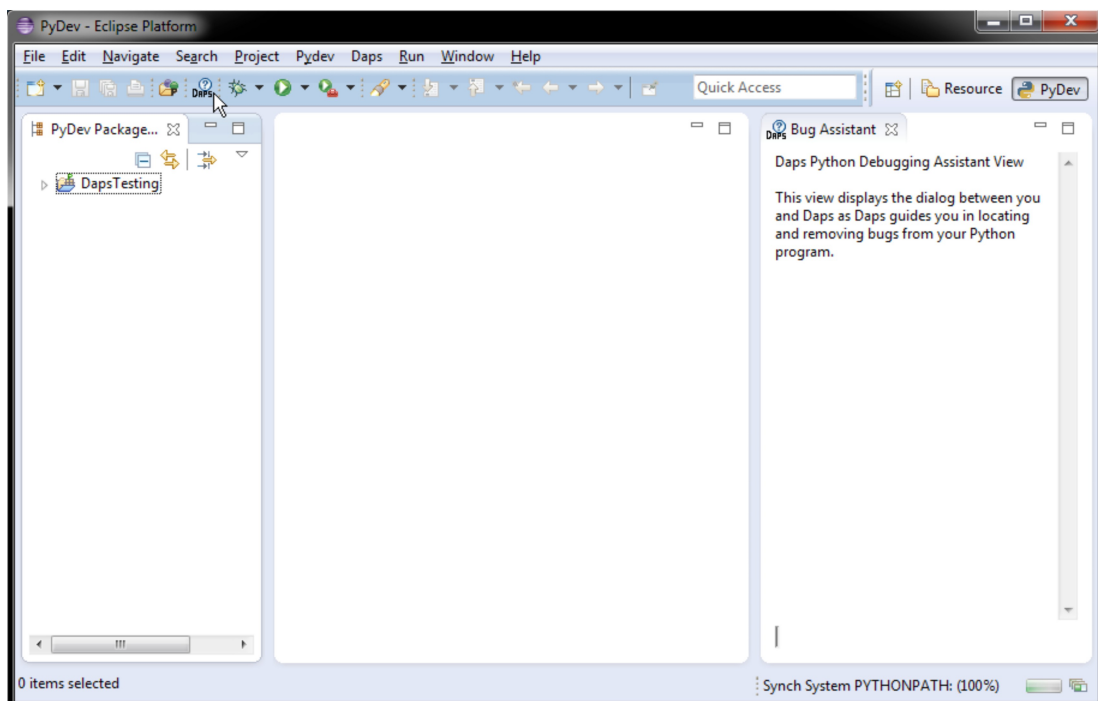 PyDev - Eclipse Platform
File Edit Navigate Search Project Pydev Daps Run Window Help
DAPS
Quick Access
Resource
PyDev
PyDev Package...
DapsTesting
DAPS Bug Assistant
Daps Python Debugging Assistant View
This view displays the dialog between you
and Daps as Daps guides you in locating
and removing bugs from your Python
program.
0 items selected
Synch System PYTHONPATH: (100%)